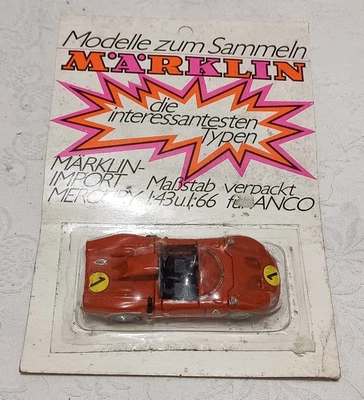 Modelle zum Sammeln
MÄRKLIN
die
interessantesten
Typen
MÄRKLIN-
IMPORT Maßstab verpackt
MERCURY 1:43 u.1:66 für ANCO
1
1